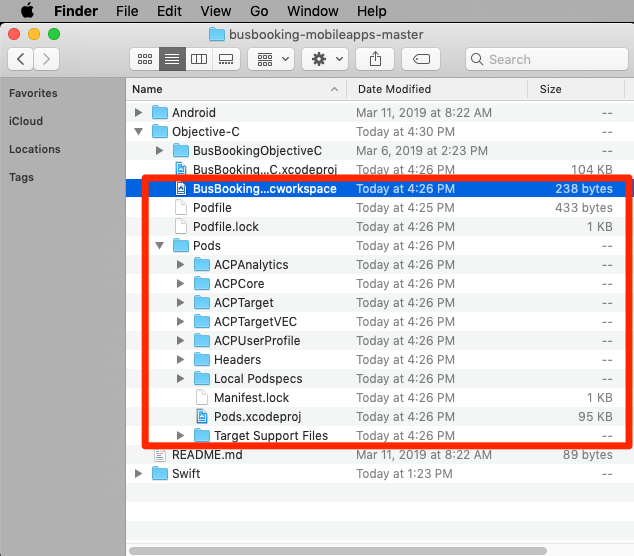 Finder File Edit View Go Window Help
busbooking-mobileapps-master
Search
Favorites
iCloud
Locations
Tags
Name Date Modified Size
Android Mar 11, 2019 at 8:22 AM --
Objective-C Today at 4:30 PM --
BusBookingObjectiveC Mar 6, 2019 at 2:23 PM --
BusBooking...C.xcodeproj Today at 4:26 PM 104 KB
BusBooking...cworkspace Today at 4:26 PM 238 bytes
Podfile Today at 4:25 PM 433 bytes
Podfile.lock Today at 4:26 PM 1 KB
Pods Today at 4:26 PM --
ACPAnalytics Today at 4:26 PM --
ACPCore Today at 4:26 PM --
ACPTarget Today at 4:26 PM --
ACPTargetVEC Today at 4:26 PM --
ACPUserProfile Today at 4:26 PM --
Headers Today at 4:26 PM --
Local Podspecs Today at 4:26 PM --
Manifest.lock Today at 4:26 PM 1 KB
Pods.xcodeproj Today at 4:26 PM 95 KB
Target Support Files Today at 4:26 PM --
README.md Mar 11, 2019 at 8:22 AM 89 bytes
Swift Today at 1:23 PM --